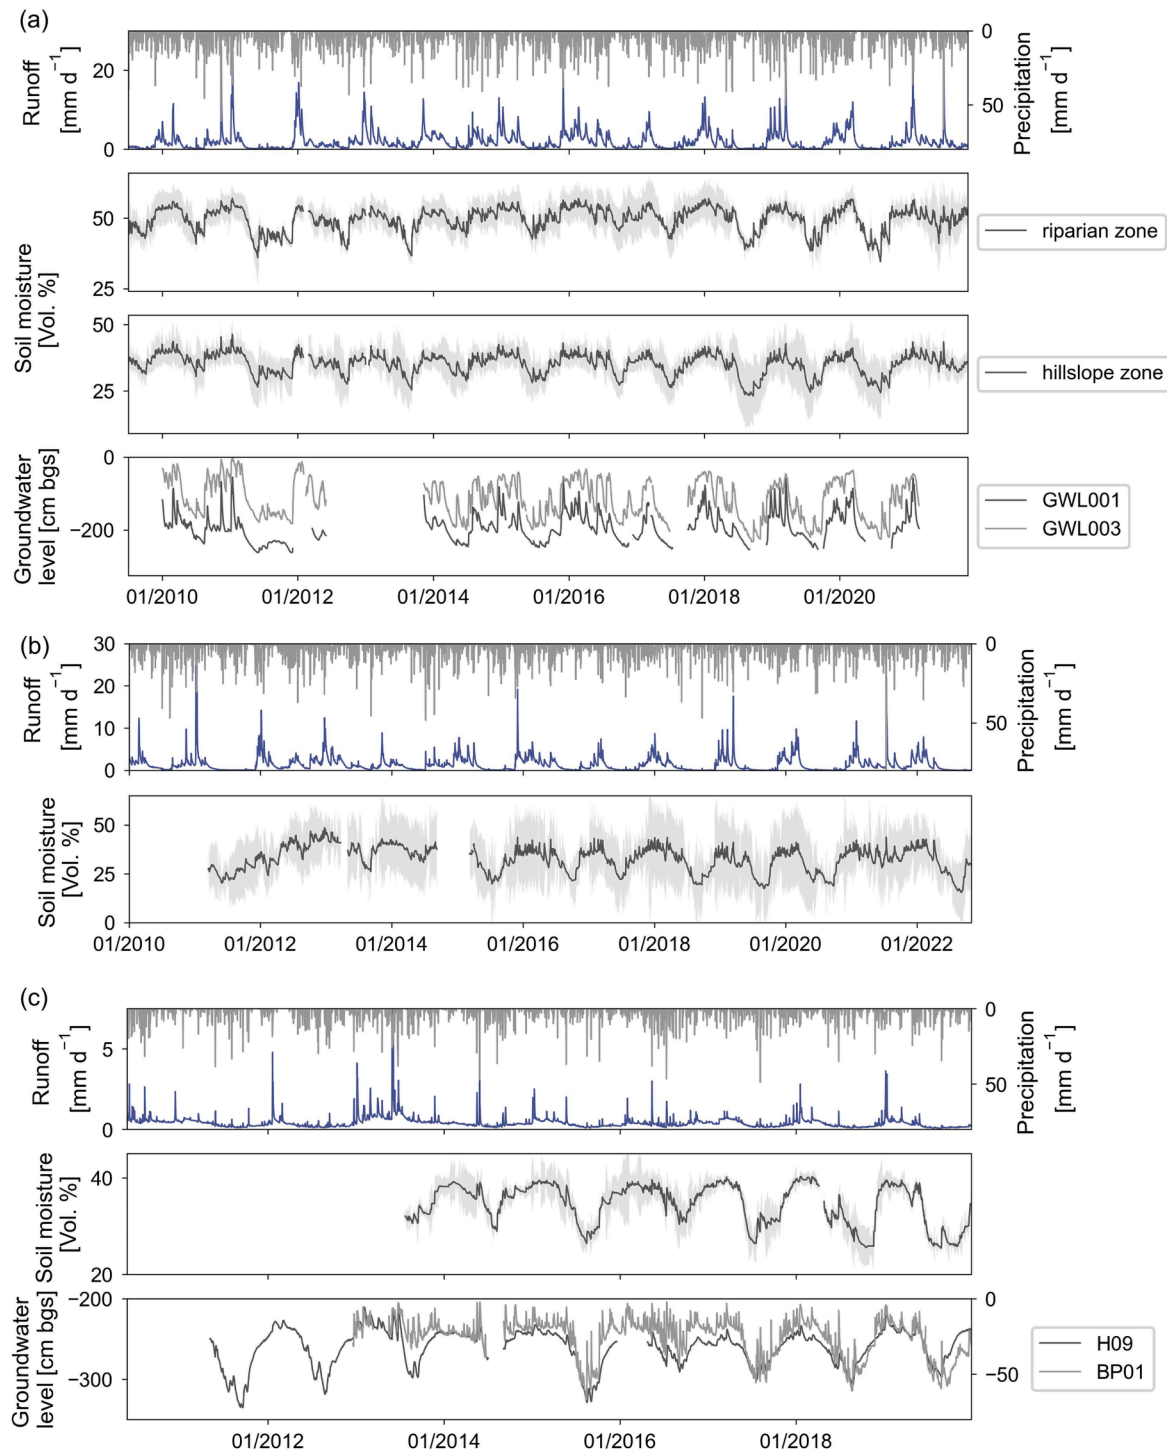 (a)
Runoff
[mm d⁻¹]
20
0
0
50
Precipitation
[mm d⁻¹]
Soil moisture
[Vol. %]
50
25
riparian zone
50
25
hillslope zone
Groundwater
level [cm bgs]
0
−200
GWL001
GWL003
01/2010 01/2012 01/2014 01/2016 01/2018 01/2020
(b)
Runoff
[mm d⁻¹]
30
20
10
0
0
50
Precipitation
[mm d⁻¹]
Soil moisture
[Vol. %]
50
25
0
01/2010 01/2012 01/2014 01/2016 01/2018 01/2020 01/2022
(c)
Runoff
[mm d⁻¹]
5
0
0
50
Precipitation
[mm d⁻¹]
Soil moisture
[Vol. %]
40
20
Groundwater
level [cm bgs]
−200
−300
0
−50
H09
BP01
01/2012 01/2014 01/2016 01/2018